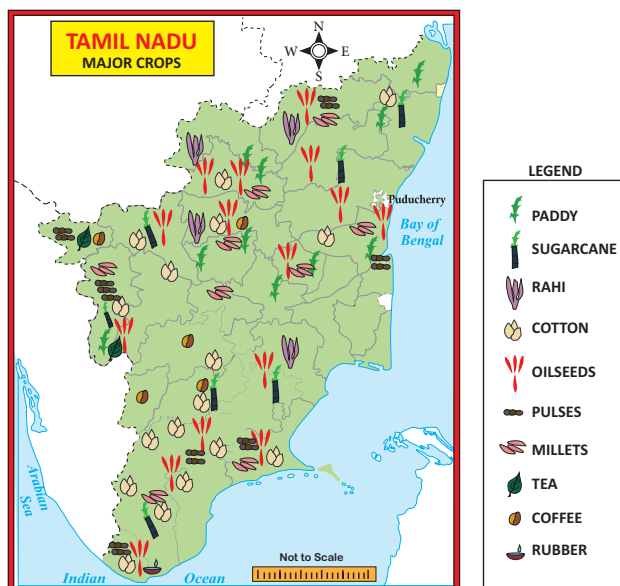 TAMIL NADU
MAJOR CROPS
N
W E
S
Puducherry
Bay of
Bengal
Arabian
Sea
Indian Ocean
Not to Scale
LEGEND
PADDY
SUGARCANE
RAHI
COTTON
OILSEEDS
PULSES
MILLETS
TEA
COFFEE
RUBBER